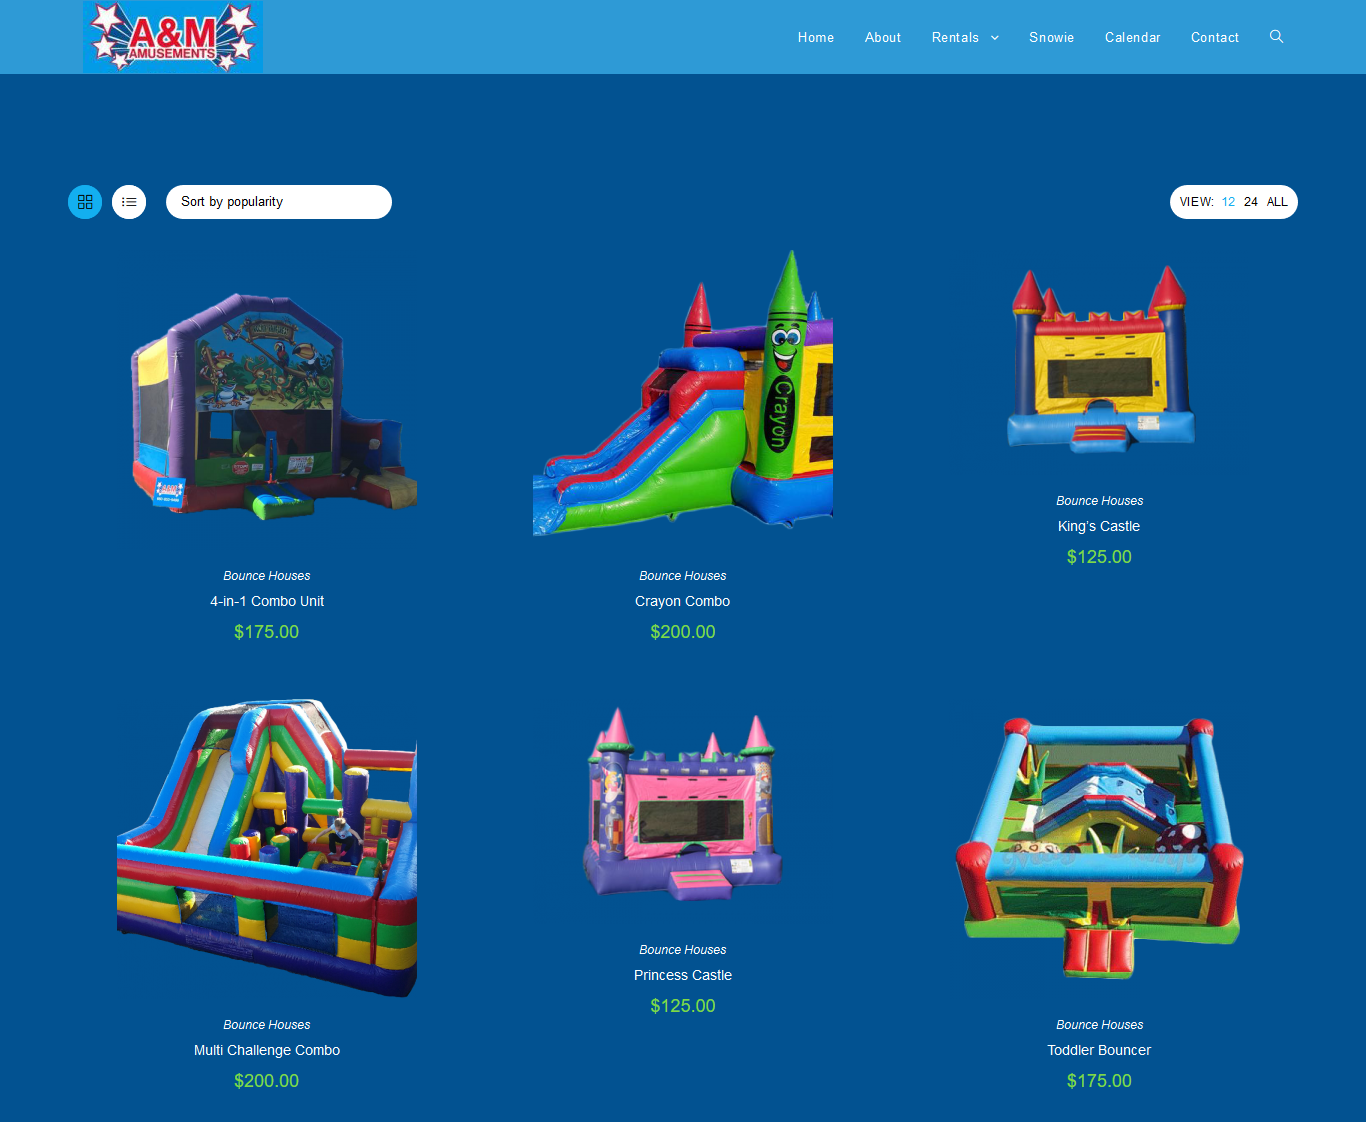 A&M
AMUSEMENTS
Home
About
Rentals
Snowie
Calendar
Contact
Sort by popularity
VIEW: 12 24 ALL
Crayon
A&M
Bounce Houses
4-in-1 Combo Unit
$175.00
Bounce Houses
Crayon Combo
$200.00
Bounce Houses
King’s Castle
$125.00
Bounce Houses
Multi Challenge Combo
$200.00
Bounce Houses
Princess Castle
$125.00
Bounce Houses
Toddler Bouncer
$175.00